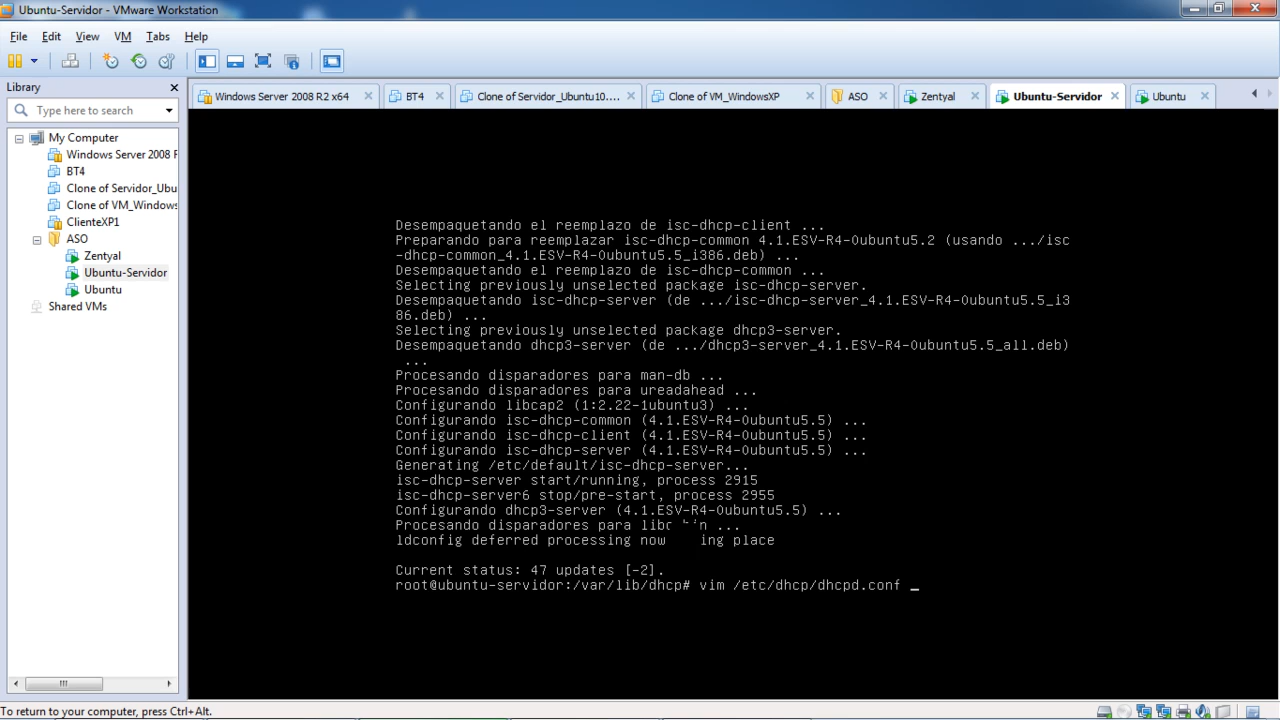 Ubuntu-Servidor - VMware Workstation
File Edit View VM Tabs Help
Library
Type here to search
My Computer
Windows Server 2008 F
BT4
Clone of Servidor_Ubu
Clone of VM_Windows
ClienteXP1
ASO
Zentyal
Ubuntu-Servidor
Ubuntu
Shared VMs
Windows Server 2008 R2 x64 BT4 Clone of Servidor_Ubuntu10.... Clone of VM_WindowsXP ASO Zentyal Ubuntu-Servidor Ubuntu
Desempaquetando el reemplazo de isc-dhcp-client ...
Preparando para reemplazar isc-dhcp-common 4.1.ESV-R4-0ubuntu5.2 (usando .../isc
-dhcp-common_4.1.ESV-R4-0ubuntu5.5_i386.deb) ...
Desempaquetando el reemplazo de isc-dhcp-common ...
Selecting previously unselected package isc-dhcp-server.
Desempaquetando isc-dhcp-server (de .../isc-dhcp-server_4.1.ESV-R4-0ubuntu5.5_i3
86.deb) ...
Selecting previously unselected package dhcp3-server.
Desempaquetando dhcp3-server (de .../dhcp3-server_4.1.ESV-R4-0ubuntu5.5_all.deb)
...
Procesando disparadores para man-db ...
Procesando disparadores para ureadahead ...
Configurando libcap2 (1:2.22-1ubuntu3) ...
Configurando isc-dhcp-common (4.1.ESV-R4-0ubuntu5.5) ...
Configurando isc-dhcp-client (4.1.ESV-R4-0ubuntu5.5) ...
Configurando isc-dhcp-server (4.1.ESV-R4-0ubuntu5.5) ...
Generating /etc/default/isc-dhcp-server...
isc-dhcp-server start/running, process 2915
isc-dhcp-server6 stop/pre-start, process 2955
Configurando dhcp3-server (4.1.ESV-R4-0ubuntu5.5) ...
Procesando disparadores para ...
ldconfig deferred processing now ing place
Current status: 47 updates [-2].
root@ubuntu-servidor:/var/lib/dhcp# vim /etc/dhcp/dhcpd.conf _
To return to your computer, press Ctrl+Alt.